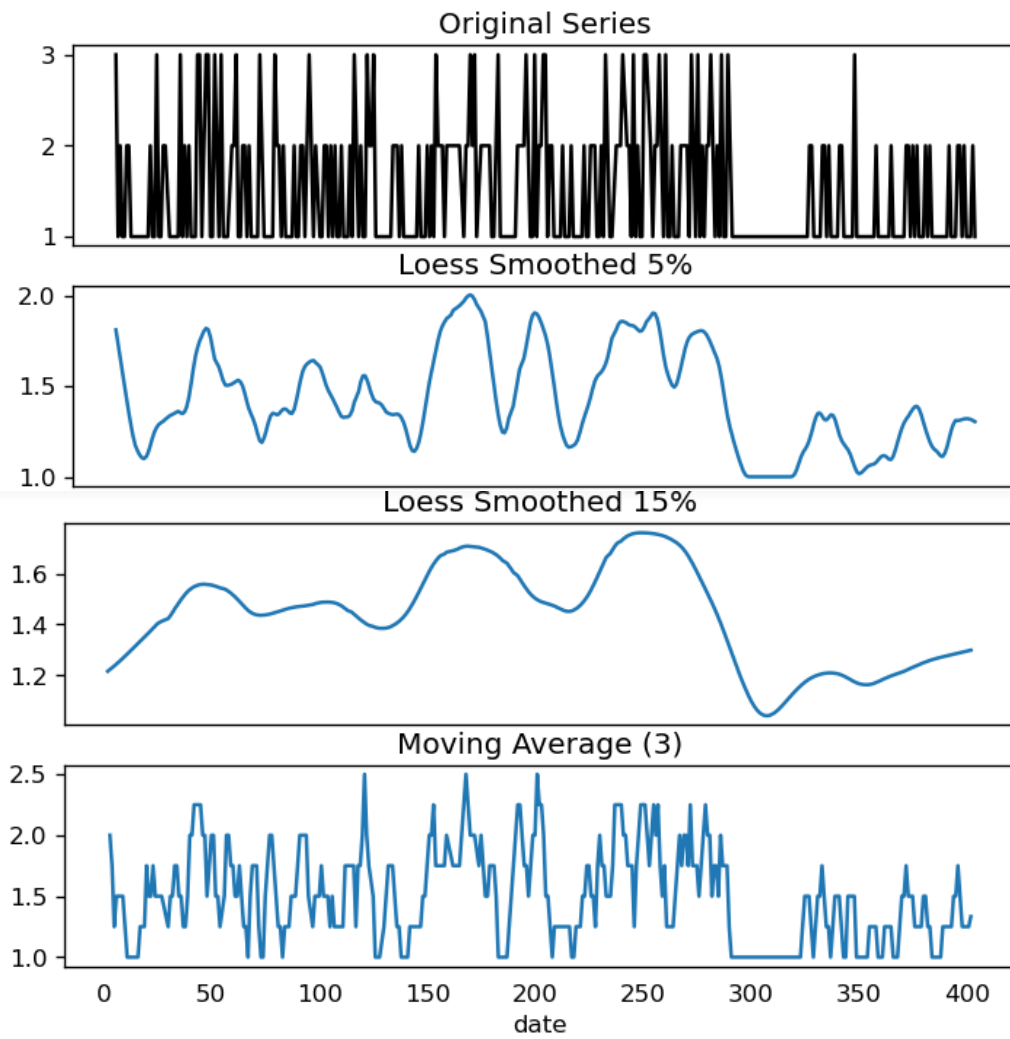 Original Series
3
2
1
Loess Smoothed 5%
2.0
1.5
1.0
Loess Smoothed 15%
1.6
1.4
1.2
Moving Average (3)
2.5
2.0
1.5
1.0
0 50 100 150 200 250 300 350 400
date